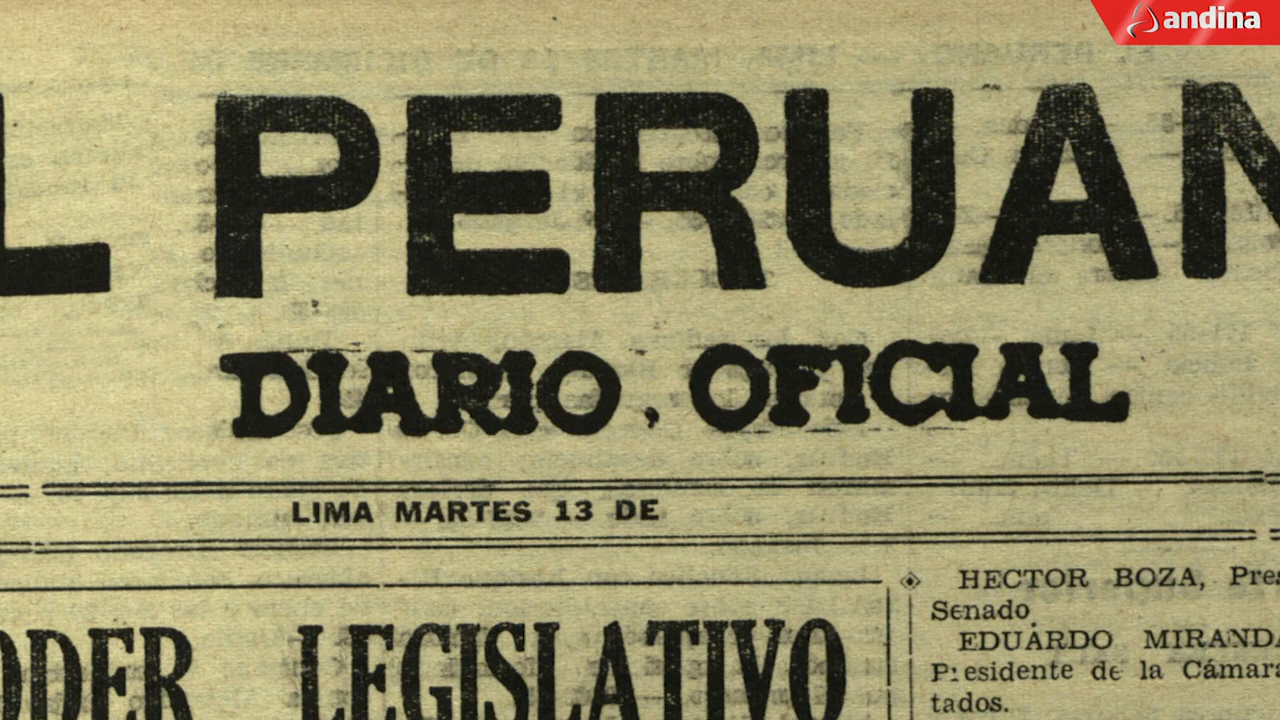 andina
L PERUAN
DIARIO OFICIAL
LIMA MARTES 13 DE
HECTOR BOZA, Pres
Senado
EDUARDO MIRANDA
Presidente de la Cámara
tados.
ODER LEGISLATIVO